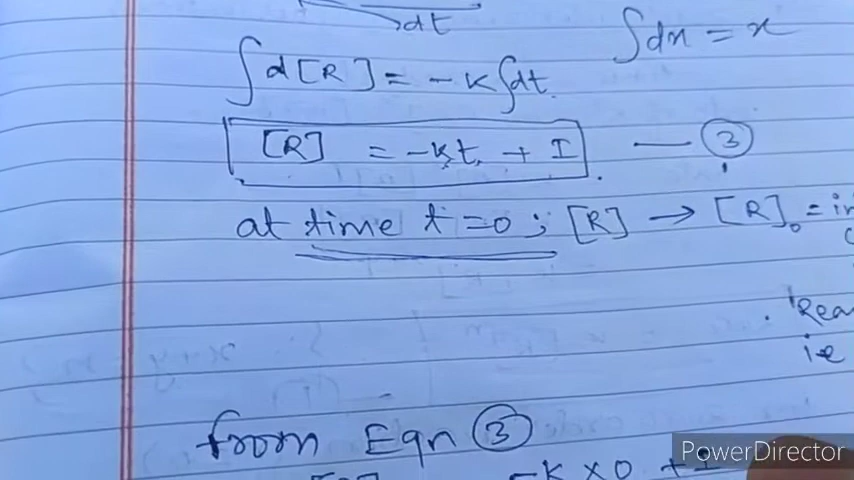 dt ∫dx = x
∫d[R] = -k∫dt.
[R] = -kt + I — ③
at time t = 0 ; [R] → [R]₀ = in
Rea
ie
from Eqn ③
-k × 0 + I
PowerDirector